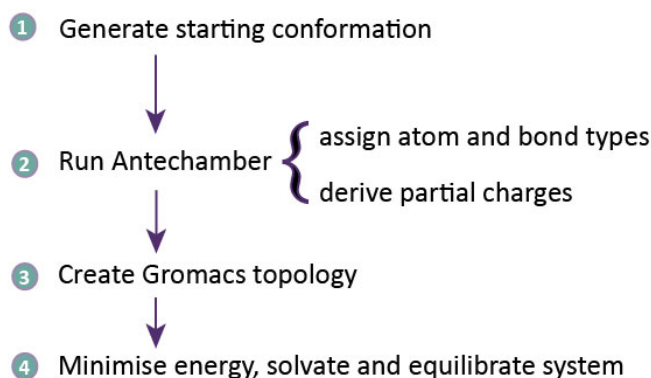 1 Generate starting conformation
assign atom and bond types
2 Run Antechamber
derive partial charges
3 Create Gromacs topology
4 Minimise energy, solvate and equilibrate system